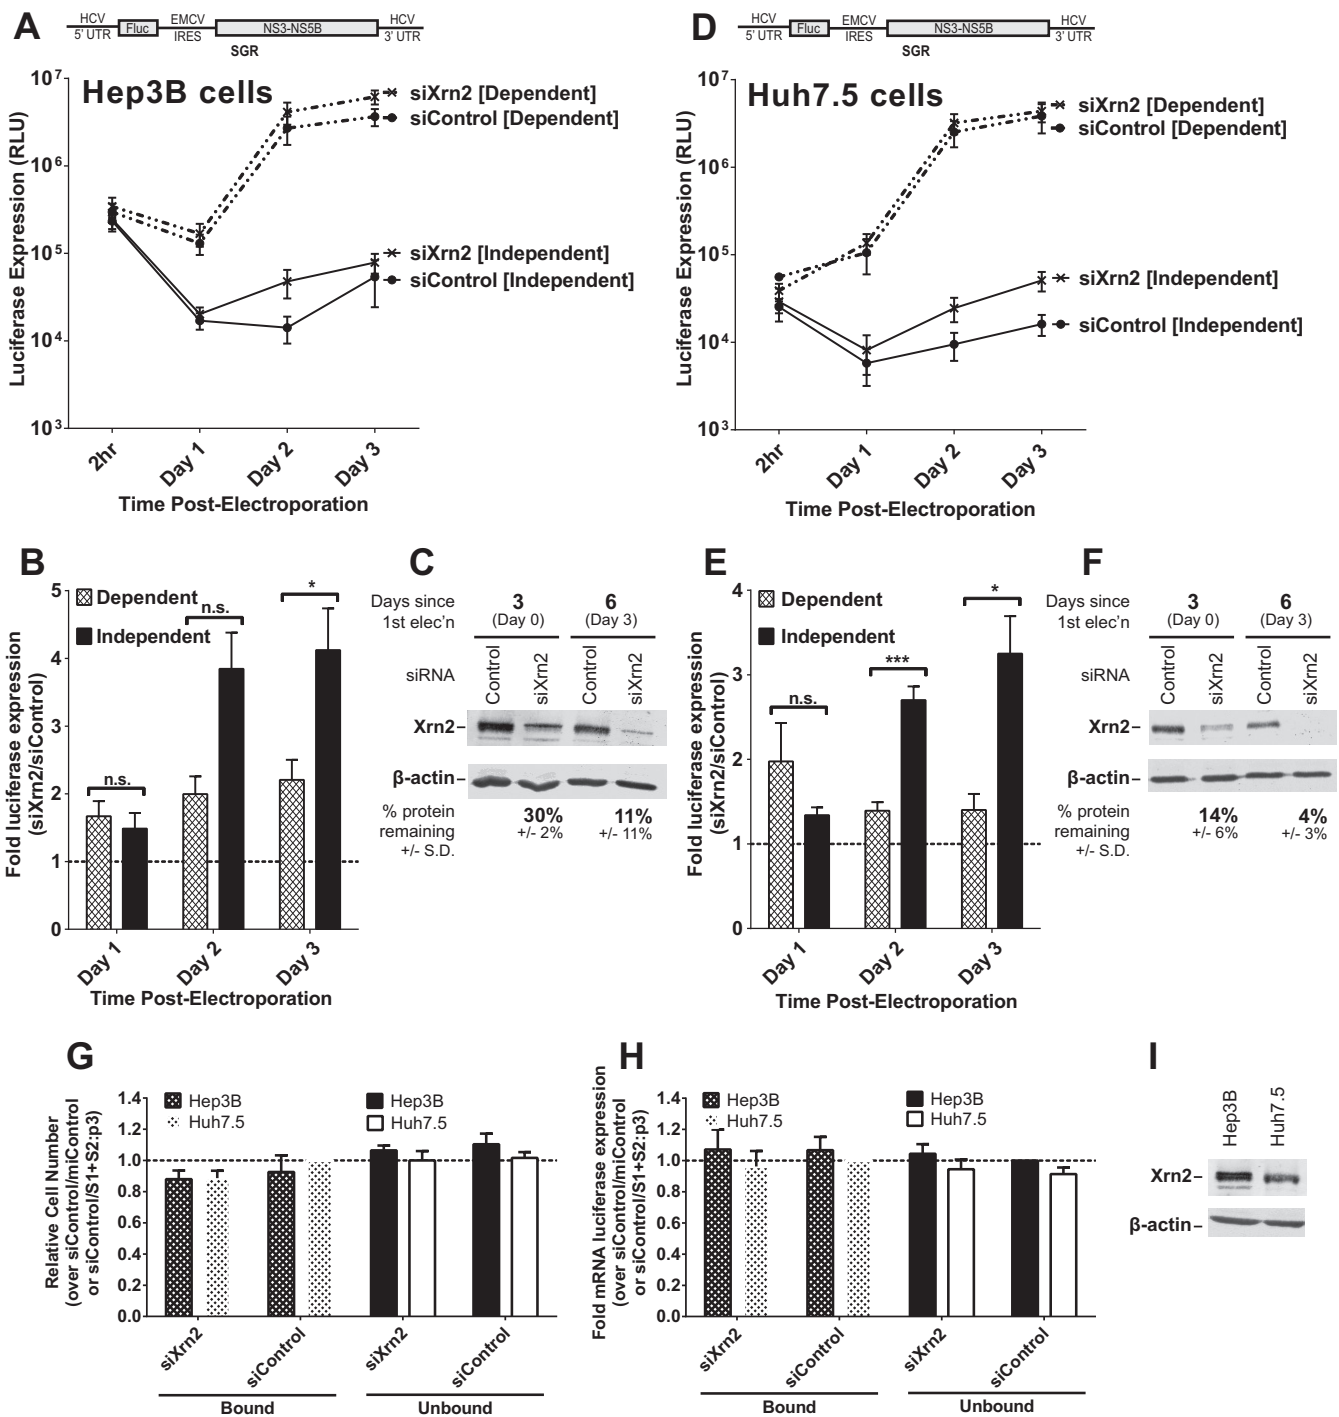 A
HCV
5' UTR
Fluc
EMCV
IRES
NS3-NS5B
HCV
3' UTR
SGR
Hep3B cells
10⁷
10⁶
10⁵
10⁴
10³
Luciferase Expression (RLU)
siXrn2 [Dependent]
siControl [Dependent]
siXrn2 [Independent]
siControl [Independent]
2hr
Day 1
Day 2
Day 3
Time Post-Electroporation
D
HCV
5' UTR
Fluc
EMCV
IRES
NS3-NS5B
HCV
3' UTR
SGR
Huh7.5 cells
10⁷
10⁶
10⁵
10⁴
10³
Luciferase Expression (RLU)
siXrn2 [Dependent]
siControl [Dependent]
siXrn2 [Independent]
siControl [Independent]
2hr
Day 1
Day 2
Day 3
Time Post-Electroporation
B
Fold luciferase expression
(siXrn2/siControl)
5
4
3
2
1
0
Dependent
Independent
n.s.
n.s.
*
Day 1
Day 2
Day 3
Time Post-Electroporation
C
Days since
1st elec'n
3
(Day 0)
6
(Day 3)
siRNA
Control
siXrn2
Control
siXrn2
Xrn2
β-actin
% protein
remaining
+/- S.D.
30%
+/- 2%
11%
+/- 11%
E
Fold luciferase expression
(siXrn2/siControl)
4
3
2
1
0
Dependent
Independent
n.s.
***
*
Day 1
Day 2
Day 3
Time Post-Electroporation
F
Days since
1st elec'n
3
(Day 0)
6
(Day 3)
siRNA
Control
siXrn2
Control
siXrn2
Xrn2
β-actin
% protein
remaining
+/- S.D.
14%
+/- 6%
4%
+/- 3%
G
Relative Cell Number
(over siControl/miControl
or siControl/S1+S2:p3)
1.4
1.2
1.0
0.8
0.6
0.4
0.2
0.0
Hep3B
Huh7.5
Hep3B
Huh7.5
siXrn2
siControl
siXrn2
siControl
Bound
Unbound
H
Fold mRNA luciferase expression
(over siControl/miControl
or siControl/S1+S2:p3)
1.4
1.2
1.0
0.8
0.6
0.4
0.2
0.0
Hep3B
Huh7.5
Hep3B
Huh7.5
siXrn2
siControl
siXrn2
siControl
Bound
Unbound
I
Hep3B
Huh7.5
Xrn2
β-actin